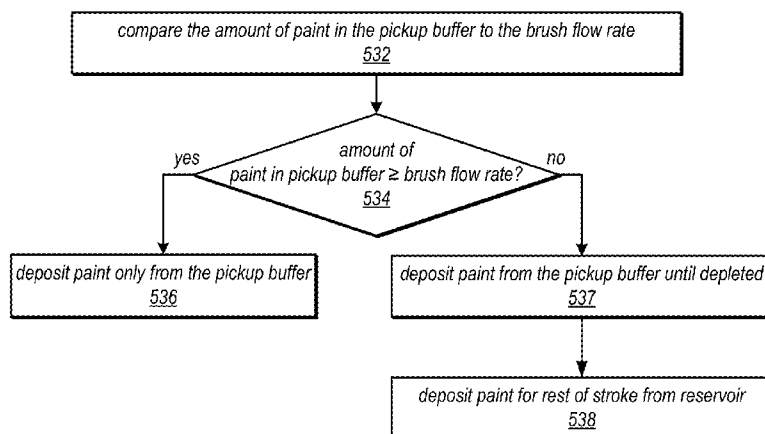 compare the amount of paint in the pickup buffer to the brush flow rate
532
amount of
paint in pickup buffer ≥ brush flow rate?
534
yes
no
deposit paint only from the pickup buffer
536
deposit paint from the pickup buffer until depleted
537
deposit paint for rest of stroke from reservoir
538